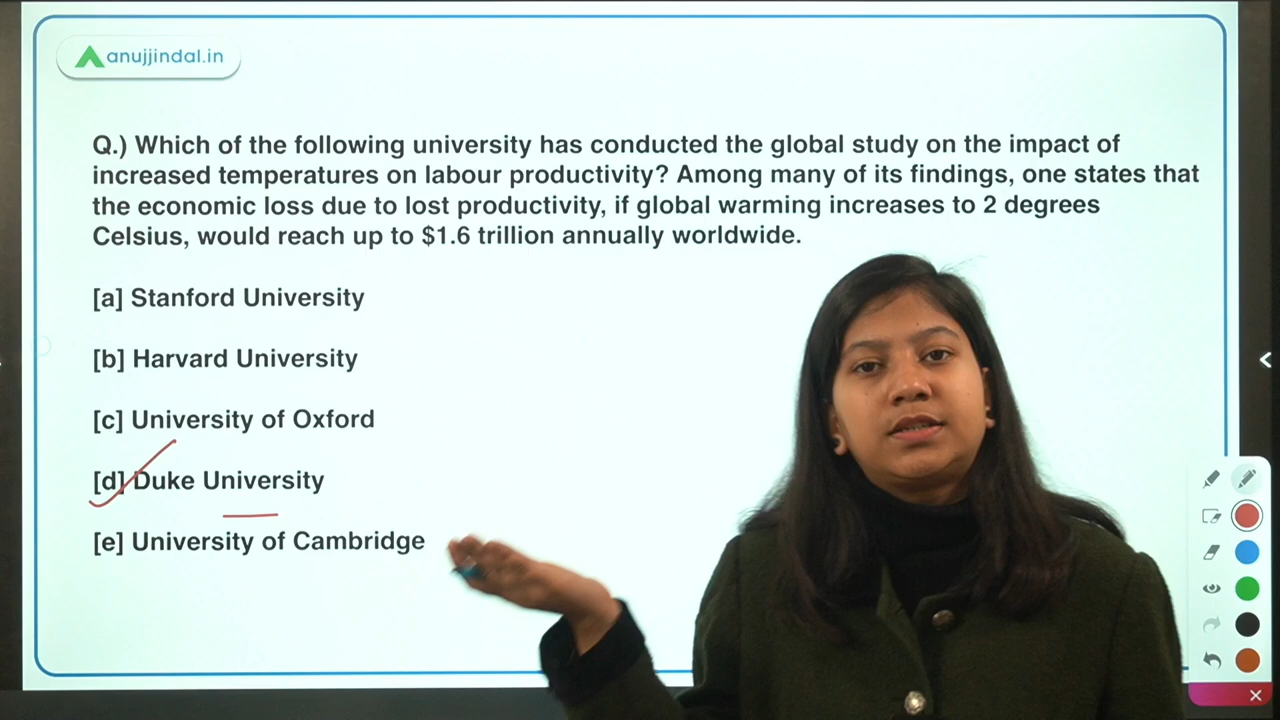 anujjindal.in
Q.) Which of the following university has conducted the global study on the impact of
increased temperatures on labour productivity? Among many of its findings, one states that
the economic loss due to lost productivity, if global warming increases to 2 degrees
Celsius, would reach up to $1.6 trillion annually worldwide.
[a] Stanford University
[b] Harvard University
[c] University of Oxford
[d] Duke University
[e] University of Cambridge